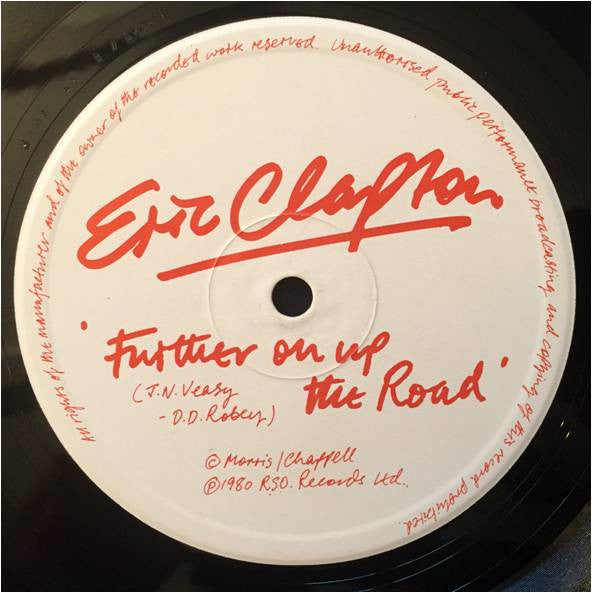 All rights of the manufacturer and of the owner of the recorded work reserved. Unauthorised public performance broadcasting and copying of this record prohibited.
Eric Clapton
'Further on up
the Road'
(J.N. Veasy
- D.D. Robey)
© Morris/Chappell
℗1980 RSO. Records Ltd.